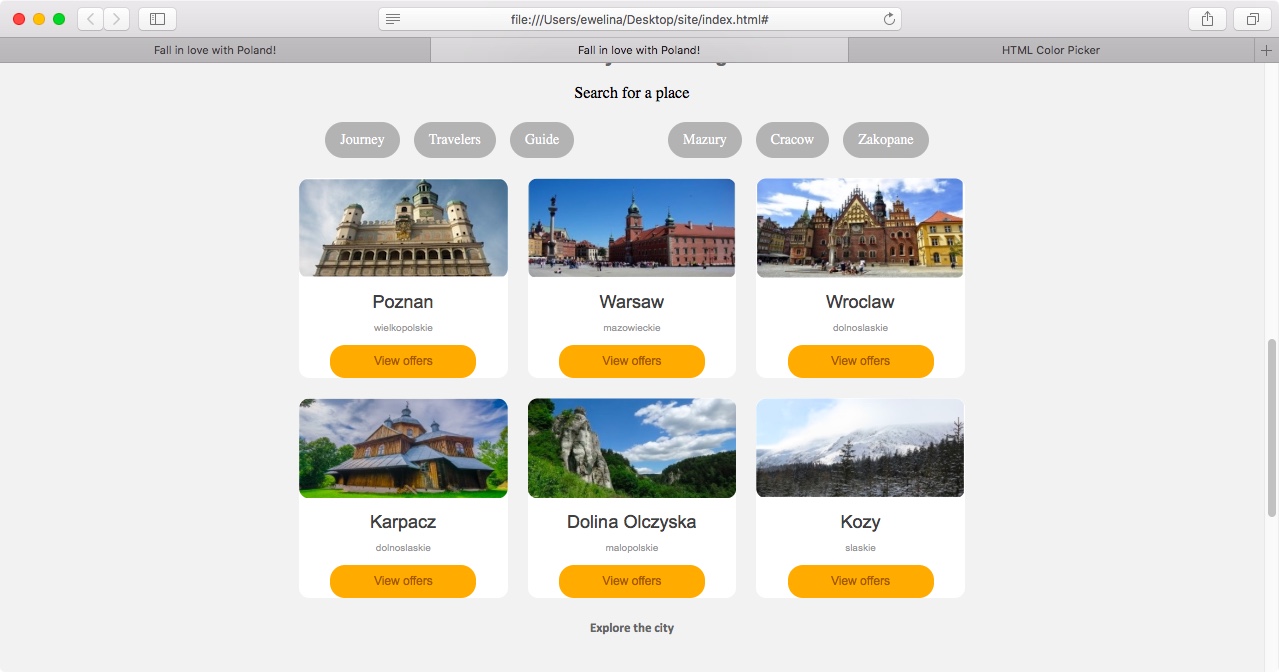 file:///Users/ewelina/Desktop/site/index.html#
Fall in love with Poland!
Fall in love with Poland!
HTML Color Picker
Search for a place
Journey
Travelers
Guide
Mazury
Cracow
Zakopane
Poznan
Warsaw
Wroclaw
wielkopolskie
mazowieckie
dolnoslaskie
View offers
View offers
View offers
Karpacz
Dolina Olczyska
Kozy
dolnoslaskie
malopolskie
slaskie
View offers
View offers
View offers
Explore the city